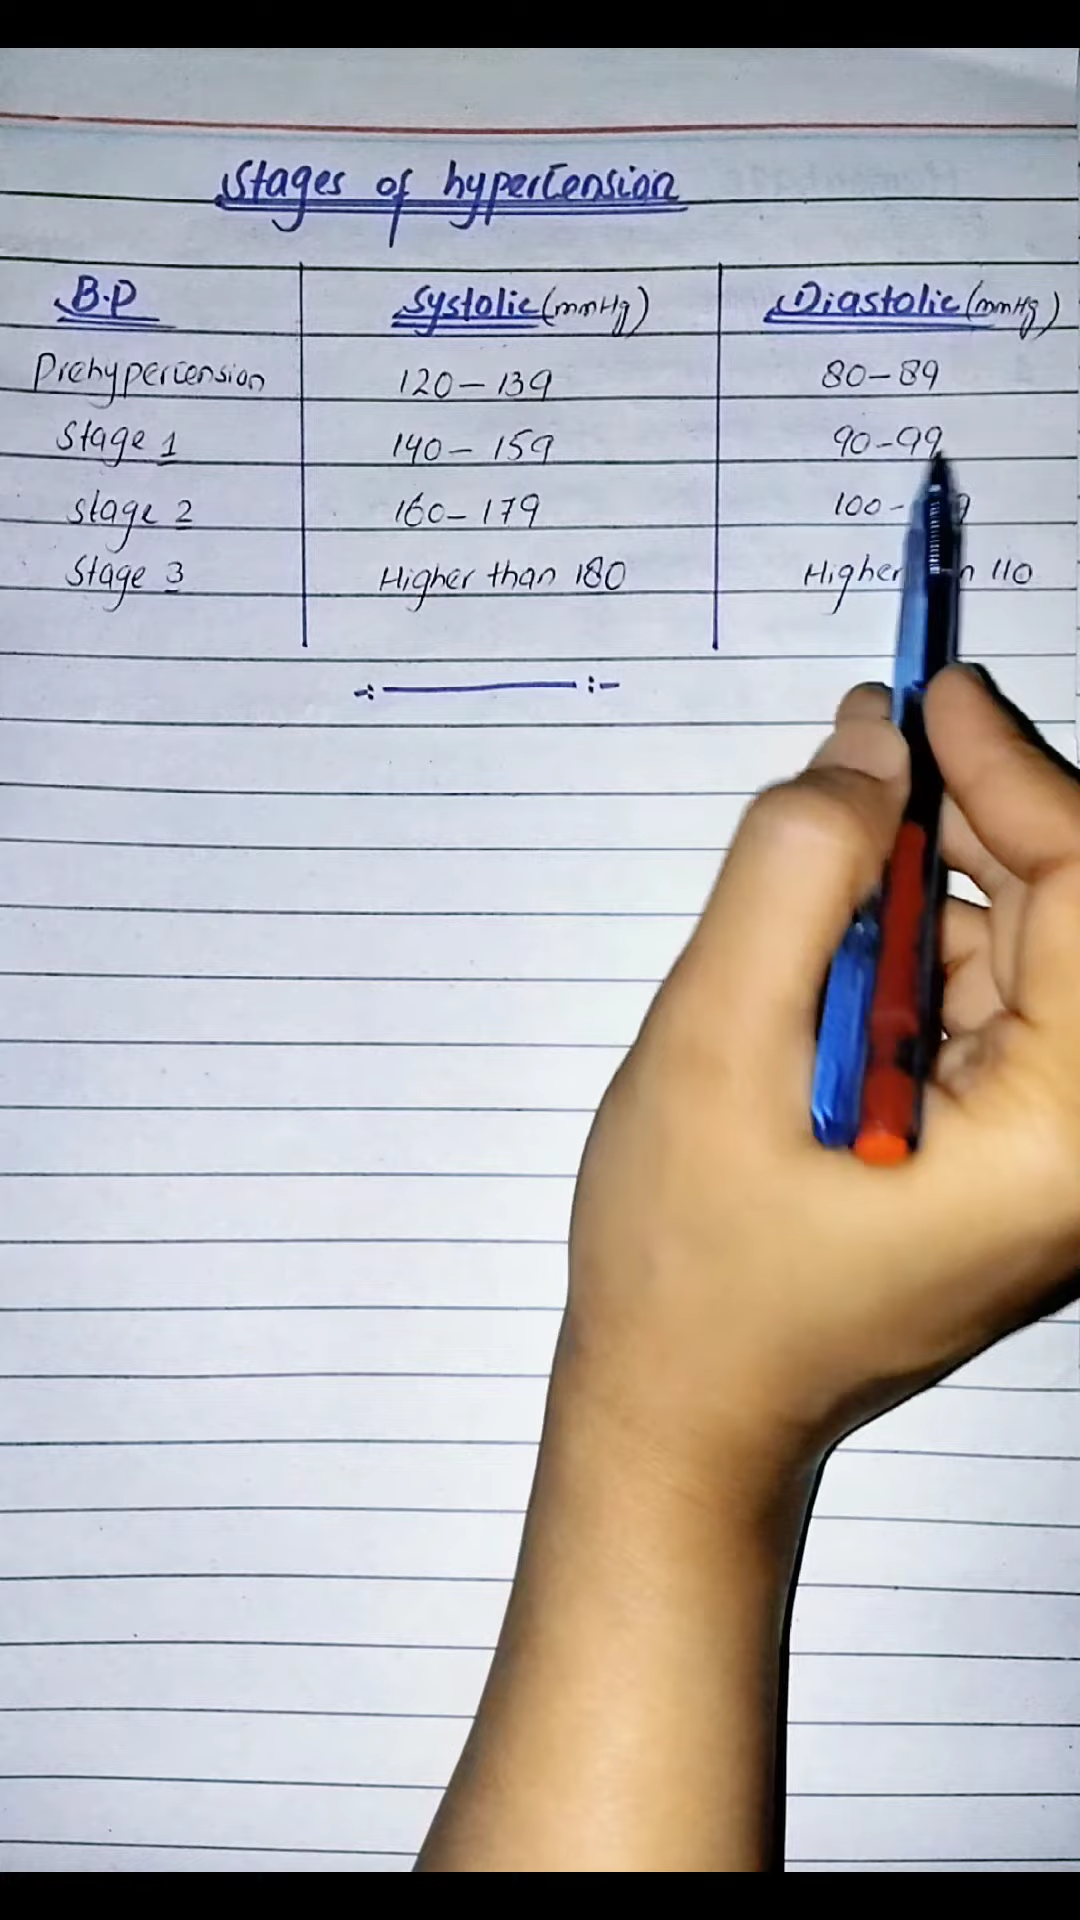 Stages of hypertension
B.P Systolic (mmHg) Diastolic (mmHg)
Prehypertension 120 – 139 80 – 89
Stage 1 140 – 159 90 – 99
Stage 2 160 – 179 100 –
Stage 3 Higher than 180 Higher 110